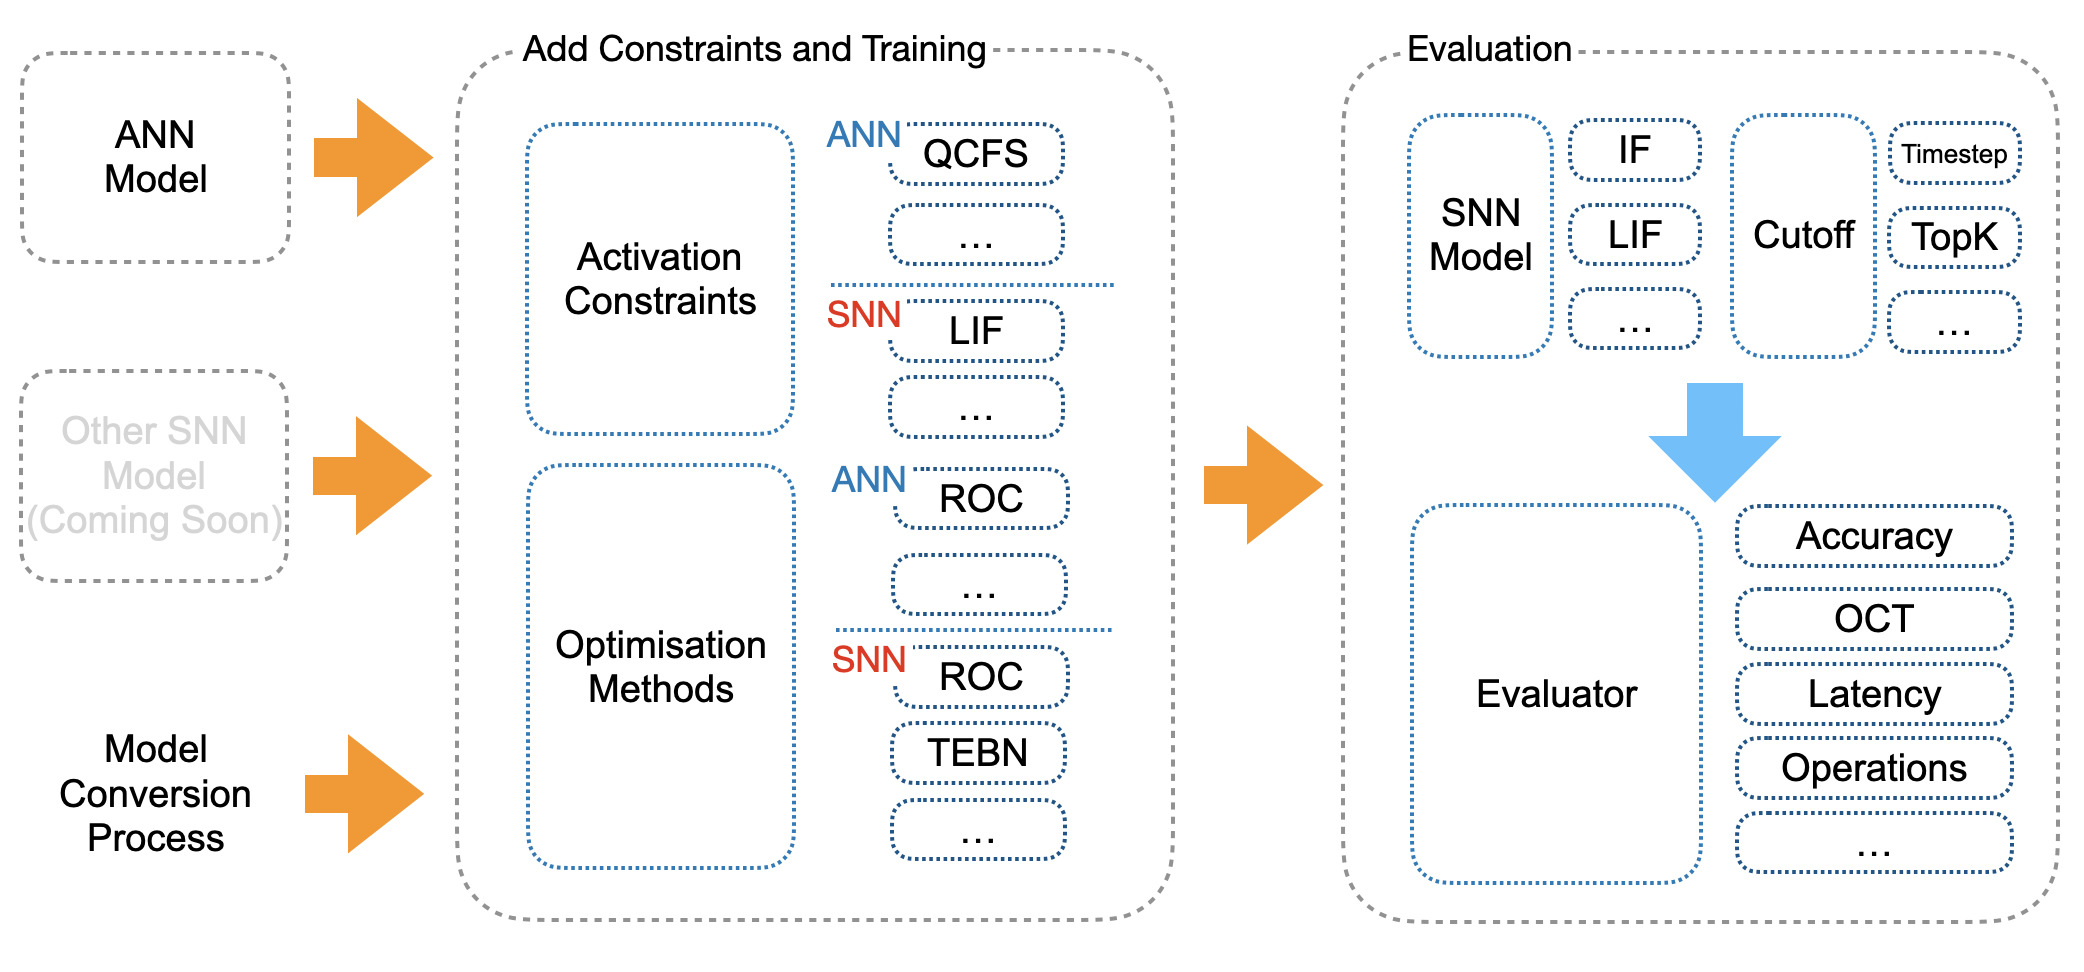 ANN
Model
Other SNN
Model
(Coming Soon)
Model
Conversion
Process
Add Constraints and Training
Activation
Constraints
ANN
QCFS
...
SNN
LIF
...
Optimisation
Methods
ANN
ROC
...
SNN
ROC
TEBN
...
Evaluation
SNN
Model
IF
LIF
...
Cutoff
Timestep
TopK
...
Evaluator
Accuracy
OCT
Latency
Operations
...